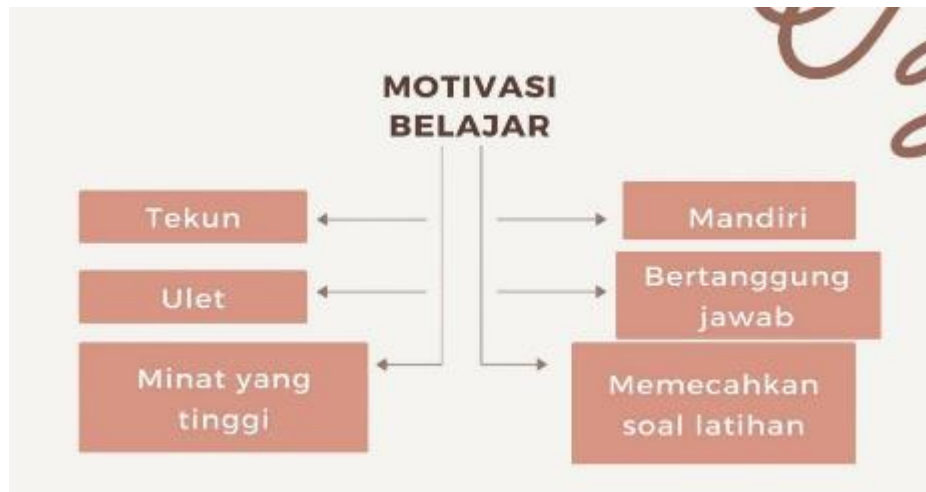 MOTIVASI
BELAJAR
Tekun
Mandiri
Ulet
Bertanggung
jawab
Minat yang
tinggi
Memecahkan
soal latihan